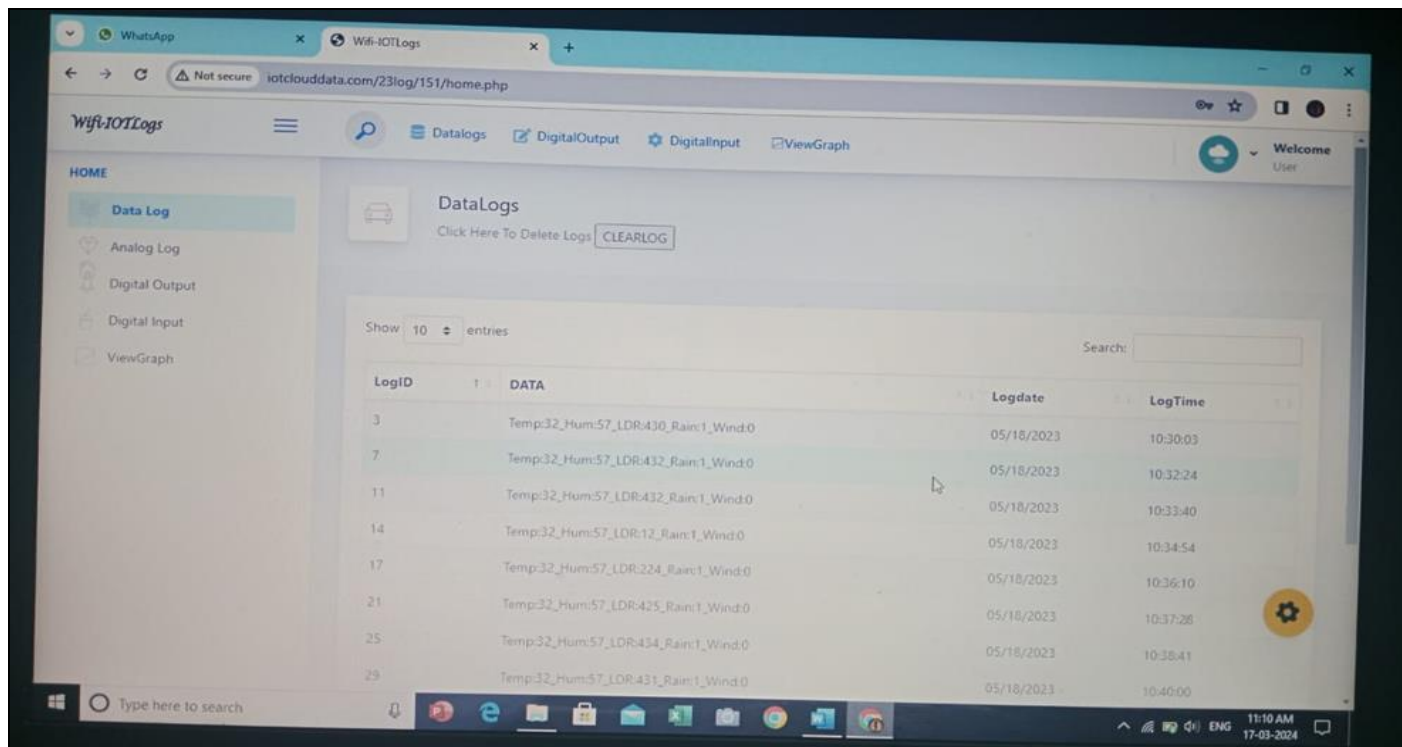 WhatsApp
Wifi-IOTLogs
Not secure iotclouddata.com/23log/151/home.php
Wifi-IOTLogs
Datalogs DigitalOutput DigitalInput ViewGraph
Welcome
User
HOME
Data Log
Analog Log
Digital Output
Digital Input
ViewGraph
DataLogs
Click Here To Delete Logs CLEARLOG
Show 10 entries
Search:
LogID DATA Logdate LogTime
3 Temp:32_Hum:57_LDR:430_Rain:1_Wind:0 05/18/2023 10:30:03
7 Temp:32_Hum:57_LDR:432_Rain:1_Wind:0 05/18/2023 10:32:24
11 Temp:32_Hum:57_LDR:432_Rain:1_Wind:0 05/18/2023 10:33:40
14 Temp:32_Hum:57_LDR:12_Rain:1_Wind:0 05/18/2023 10:34:54
17 Temp:32_Hum:57_LDR:224_Rain:1_Wind:0 05/18/2023 10:36:10
21 Temp:32_Hum:57_LDR:425_Rain:1_Wind:0 05/18/2023 10:37:28
25 Temp:32_Hum:57_LDR:434_Rain:1_Wind:0 05/18/2023 10:38:41
29 Temp:32_Hum:57_LDR:431_Rain:1_Wind:0 05/18/2023 10:40:00
Type here to search
ENG
11:10 AM
17-03-2024